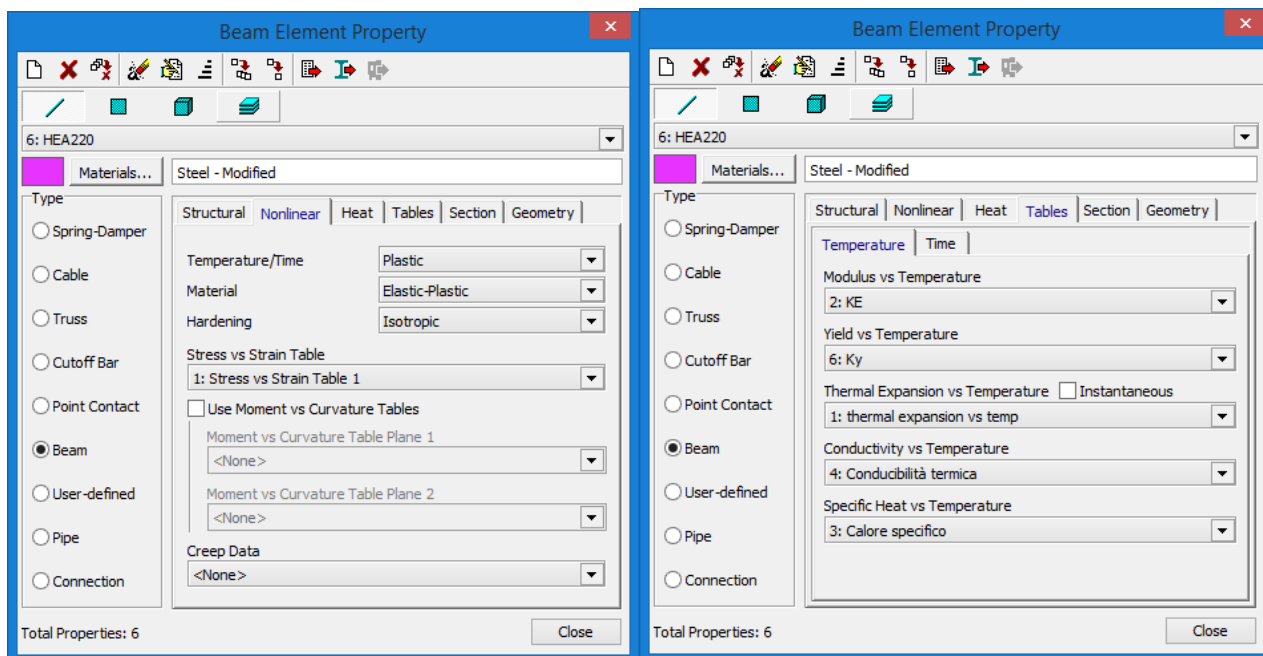 Beam Element Property
6: HEA220
Materials...
Steel - Modified
Type
Spring-Damper
Cable
Truss
Cutoff Bar
Point Contact
Beam
User-defined
Pipe
Connection
Structural Nonlinear Heat Tables Section Geometry
Temperature/Time Plastic
Material Elastic-Plastic
Hardening Isotropic
Stress vs Strain Table
1: Stress vs Strain Table 1
Use Moment vs Curvature Tables
Moment vs Curvature Table Plane 1
<None>
Moment vs Curvature Table Plane 2
<None>
Creep Data
<None>
Total Properties: 6
Close
Beam Element Property
6: HEA220
Materials...
Steel - Modified
Type
Spring-Damper
Cable
Truss
Cutoff Bar
Point Contact
Beam
User-defined
Pipe
Connection
Structural Nonlinear Heat Tables Section Geometry
Temperature Time
Modulus vs Temperature
2: KE
Yield vs Temperature
6: Ky
Thermal Expansion vs Temperature Instantaneous
1: thermal expansion vs temp
Conductivity vs Temperature
4: Conducibilità termica
Specific Heat vs Temperature
3: Calore specifico
Total Properties: 6
Close